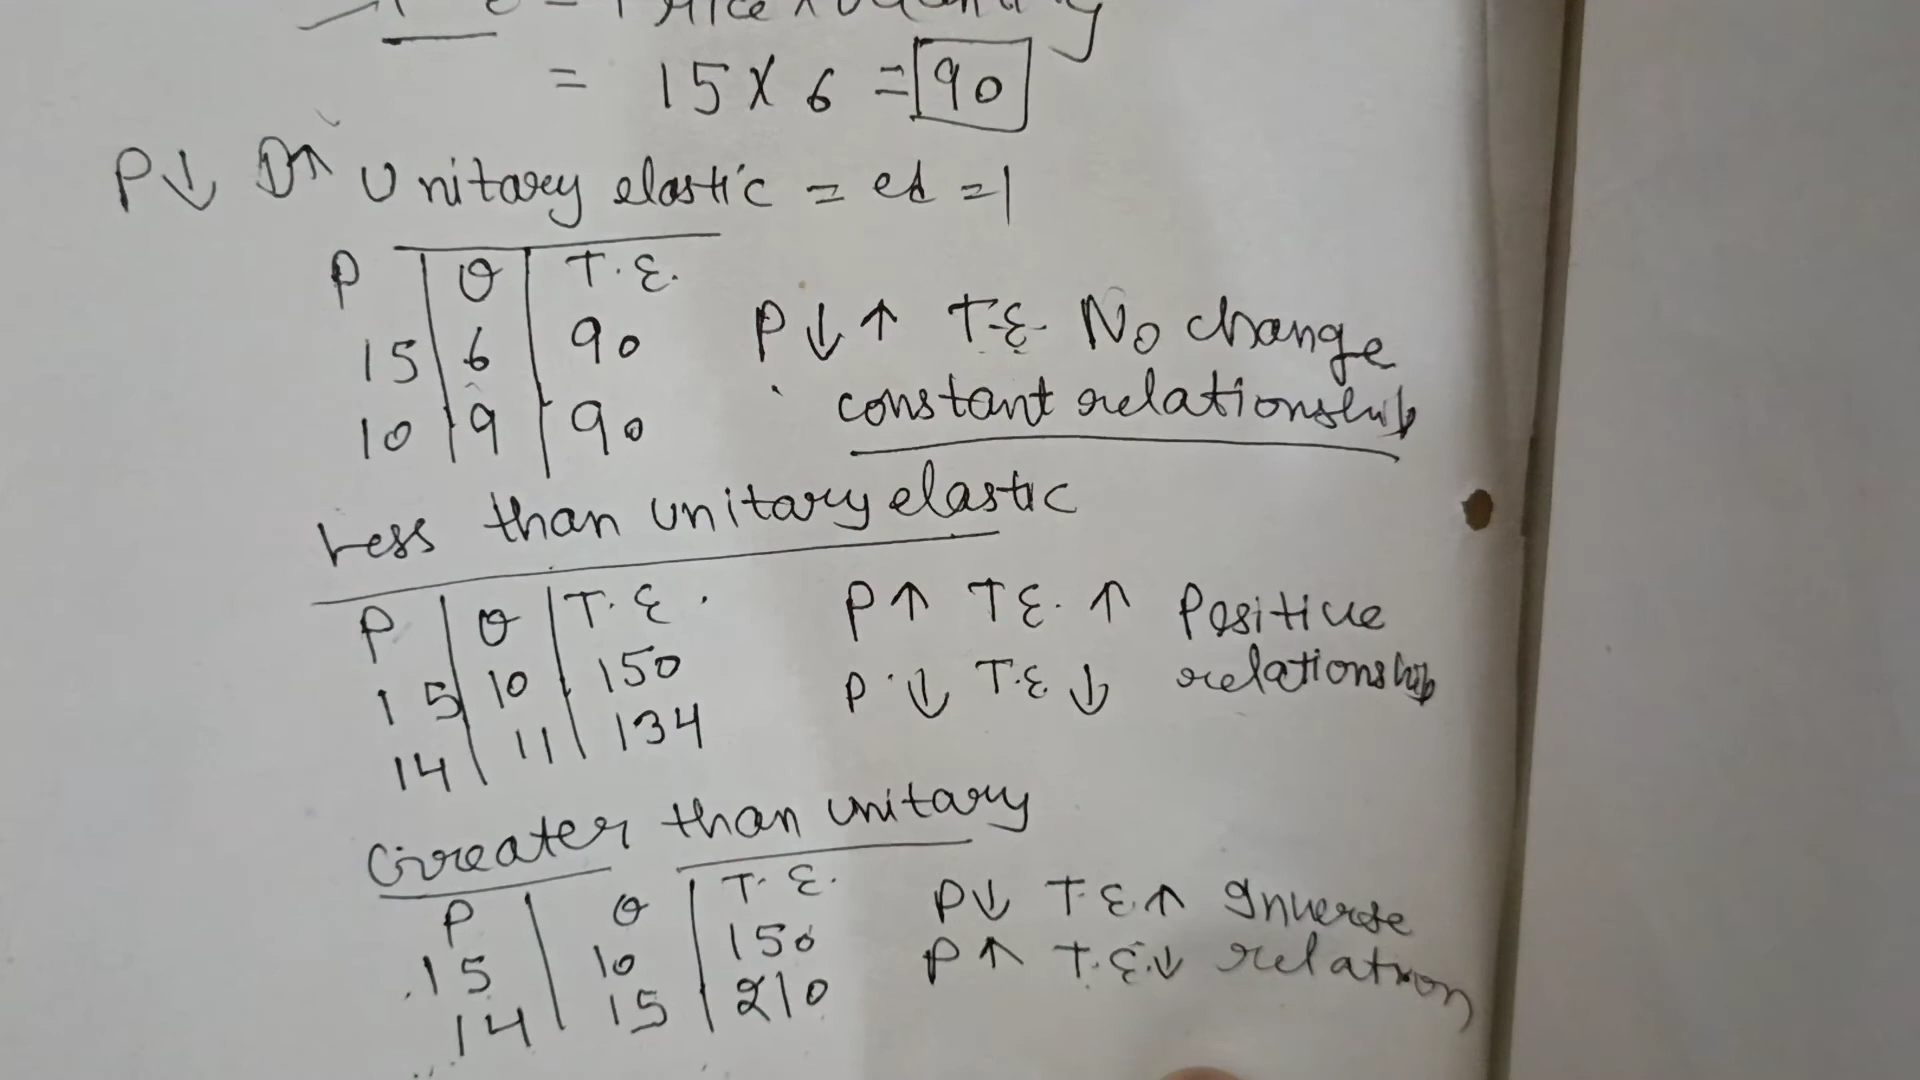 = Price X Quantity
= 15 X 6 = 90
P↓ D↑ Unitary elastic = ed = 1
P Q T.E.
15 6 90
10 9 90
P↓↑ T.E. No change
constant relationship
Less than unitary elastic
P Q T.E.
15 10 150
14 11 134
P↑ T.E. ↑ Positive
P↓ T.E. ↓ relationship
Greater than unitary
P Q T.E.
15 10 150
14 15 210
P↓ T.E↑ Inverse
P↑ T.E.↓ relation